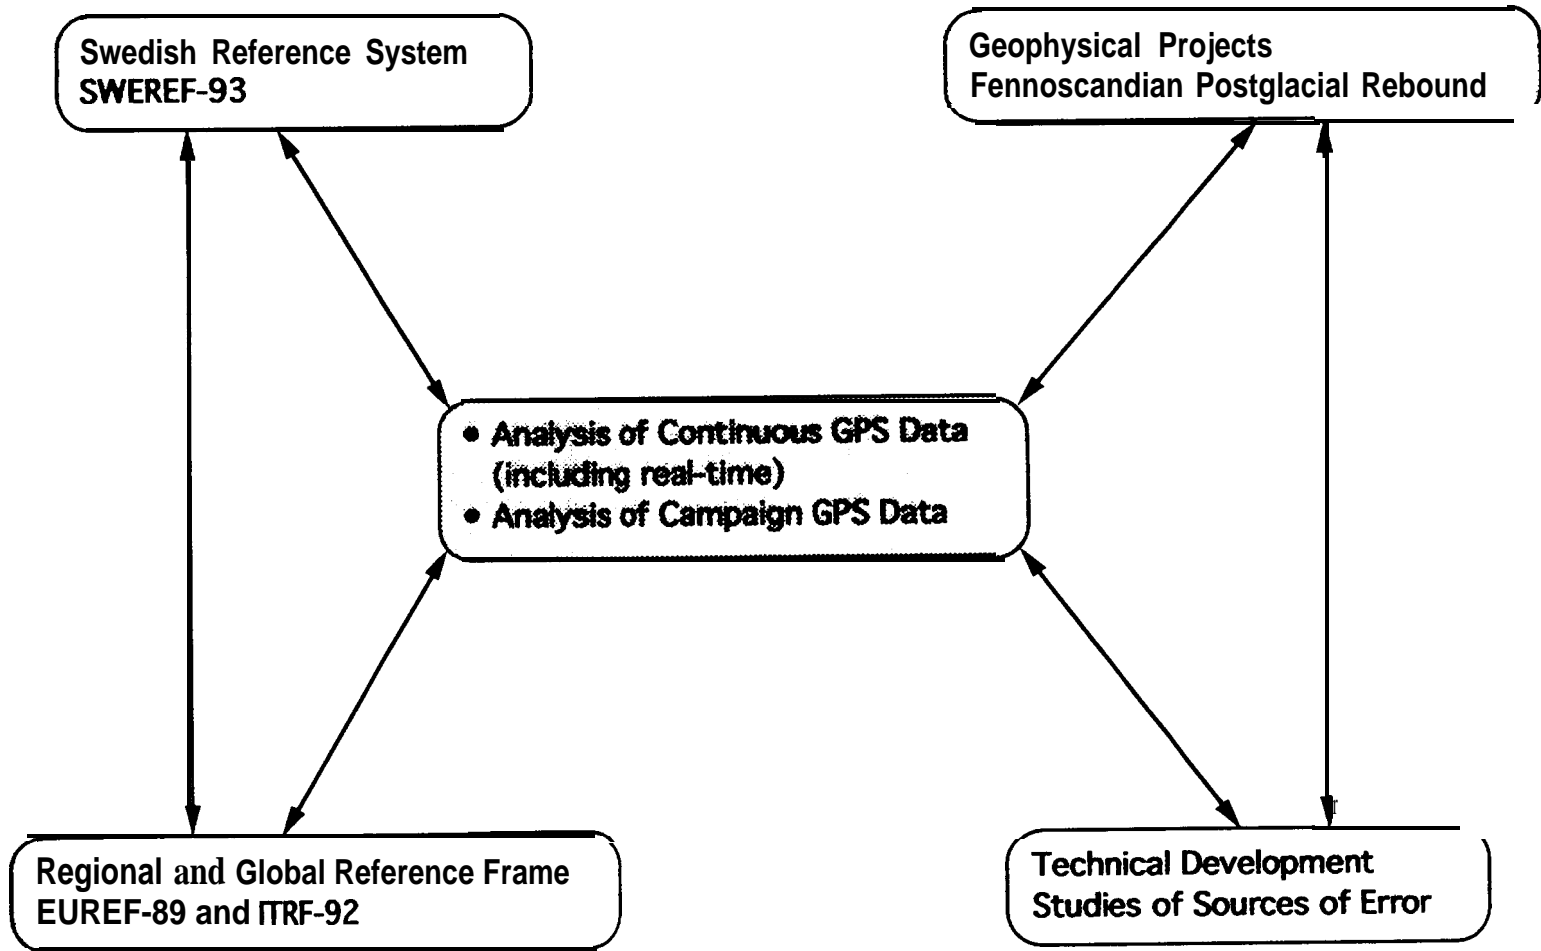 Swedish Reference System
SWEREF-93
Geophysical Projects
Fennoscandian Postglacial Rebound
• Analysis of Continuous GPS Data
(including real-time)
• Analysis of Campaign GPS Data
Regional and Global Reference Frame
EUREF-89 and ITRF-92
Technical Development
Studies of Sources of Error